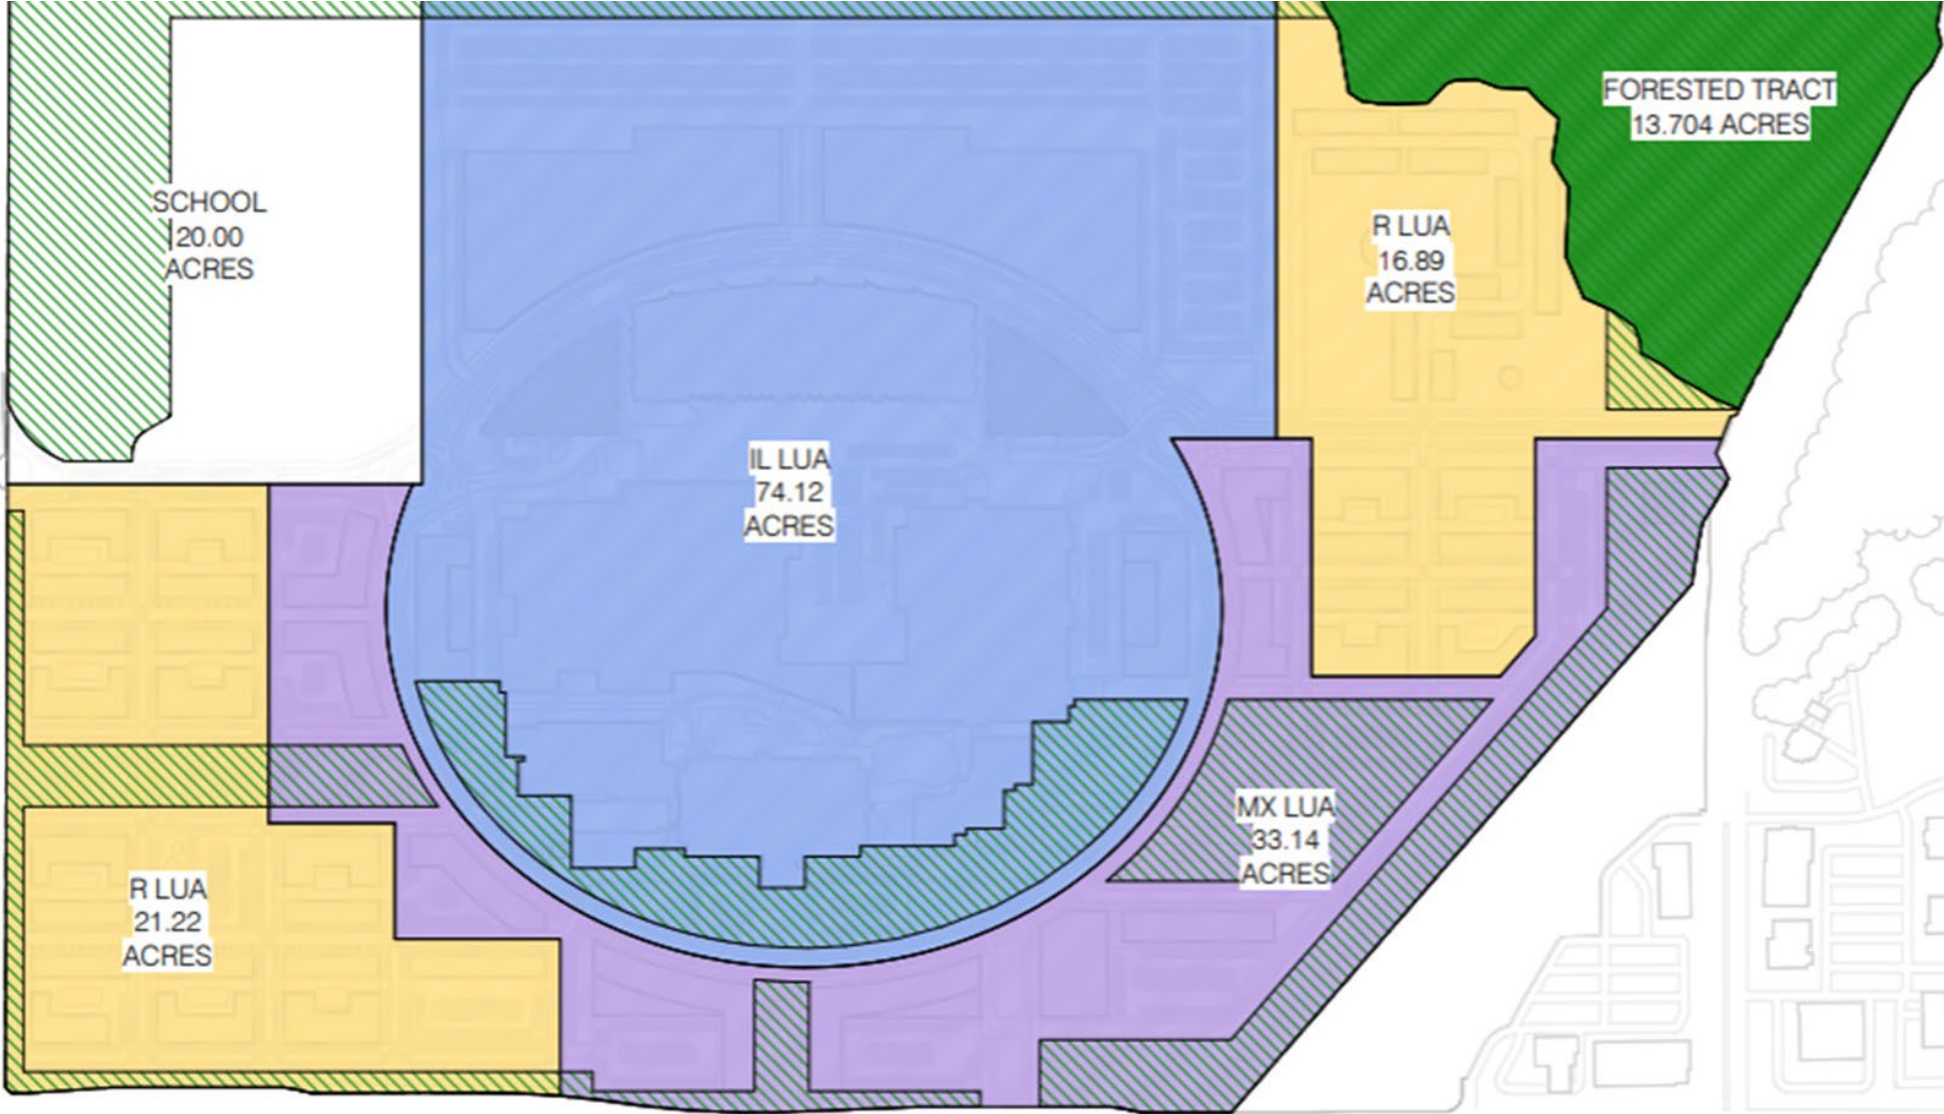 FORESTED TRACT
13.704 ACRES
SCHOOL
20.00
ACRES
R LUA
16.89
ACRES
IL LUA
74.12
ACRES
MX LUA
33.14
ACRES
R LUA
21.22
ACRES